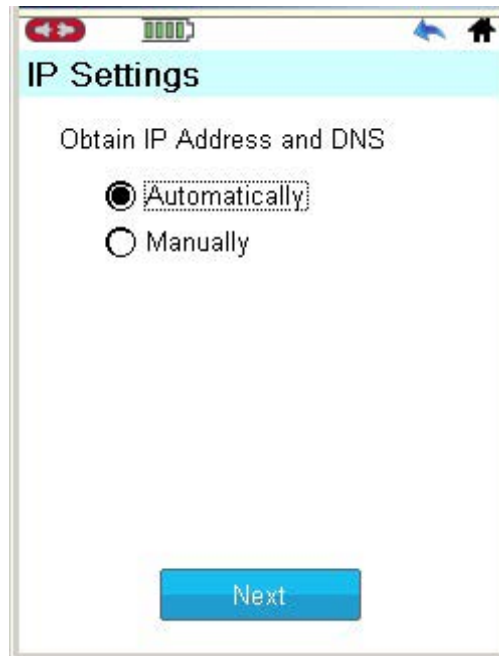 IP Settings
Obtain IP Address and DNS
Automatically
Manually
Next